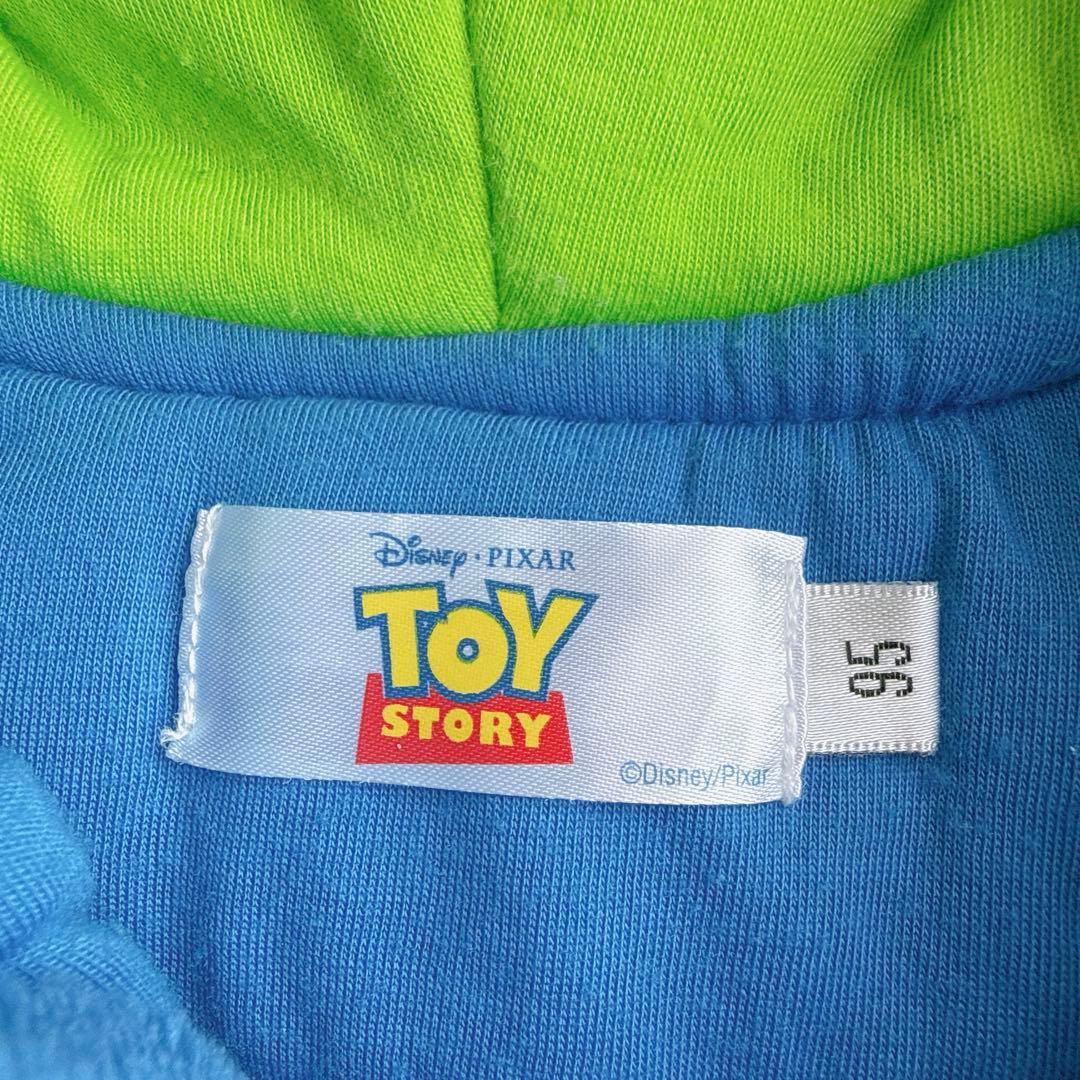 Disney · PIXAR
TOY
STORY
©Disney/Pixar
95